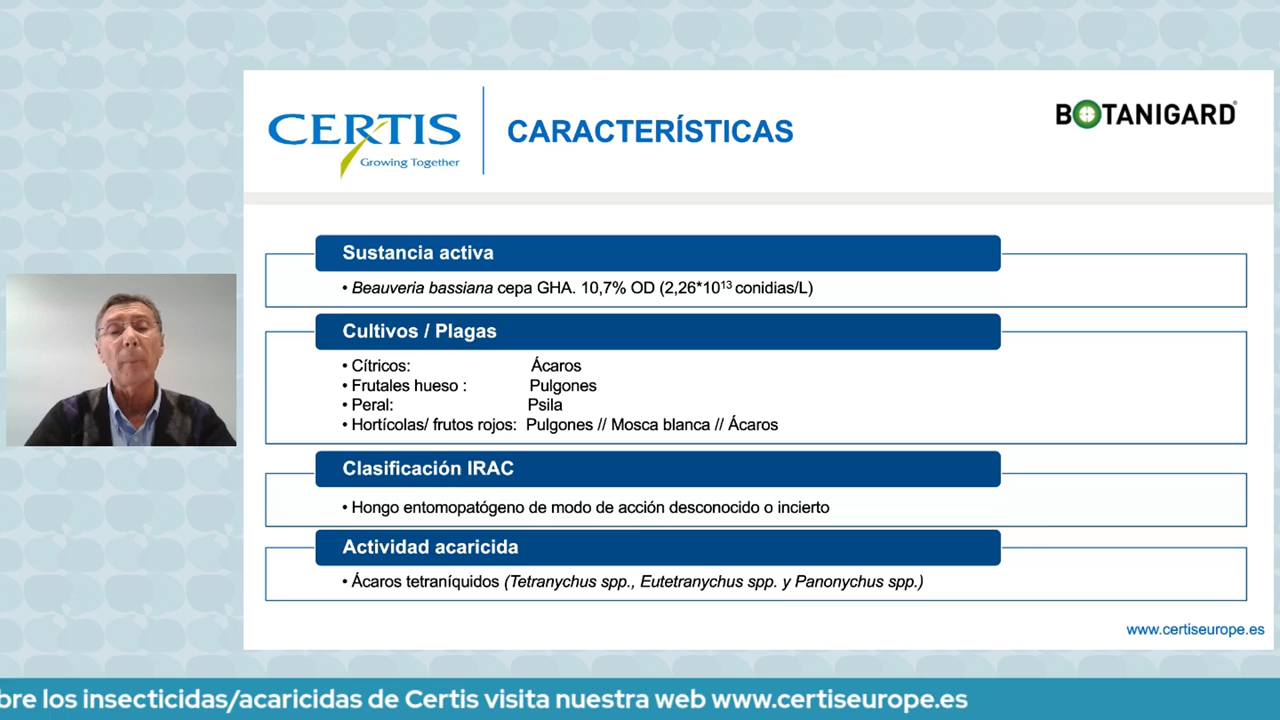 CERTIS
Growing Together
CARACTERÍSTICAS
BOTANIGARD®
Sustancia activa
• Beauveria bassiana cepa GHA. 10,7% OD (2,26*10¹³ conidias/L)
Cultivos / Plagas
• Cítricos: Ácaros
• Frutales hueso : Pulgones
• Peral: Psila
• Hortícolas/ frutos rojos: Pulgones // Mosca blanca // Ácaros
Clasificación IRAC
• Hongo entomopatógeno de modo de acción desconocido o incierto
Actividad acaricida
• Ácaros tetraníquidos (Tetranychus spp., Eutetranychus spp. y Panonychus spp.)
www.certiseurope.es
bre los insecticidas/acaricidas de Certis visita nuestra web www.certiseurope.es